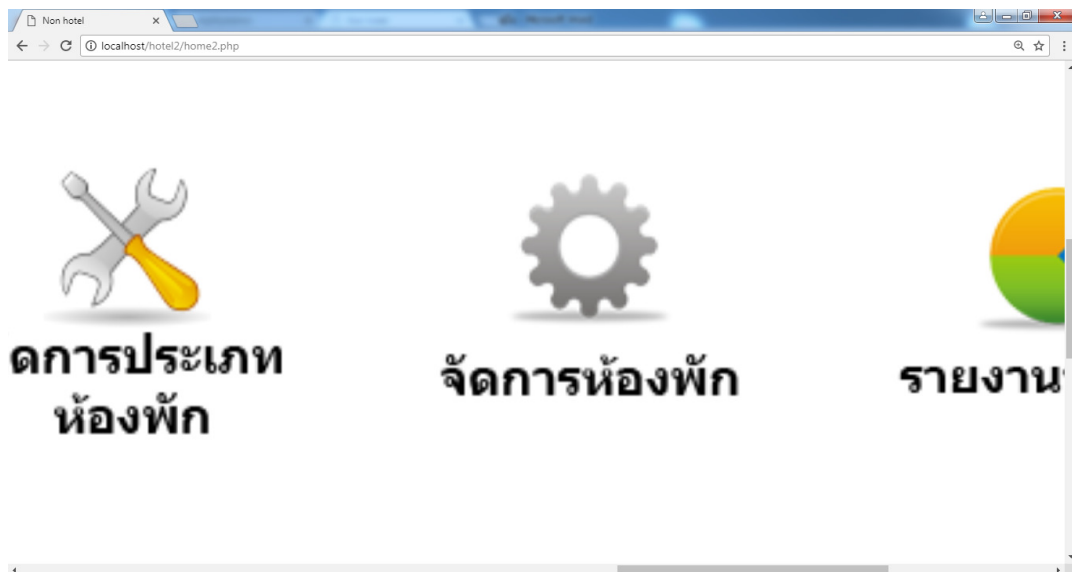 Non hotel
localhost/hotel2/home2.php
ดการประเภท
ห้องพัก
จัดการห้องพัก
รายงาน